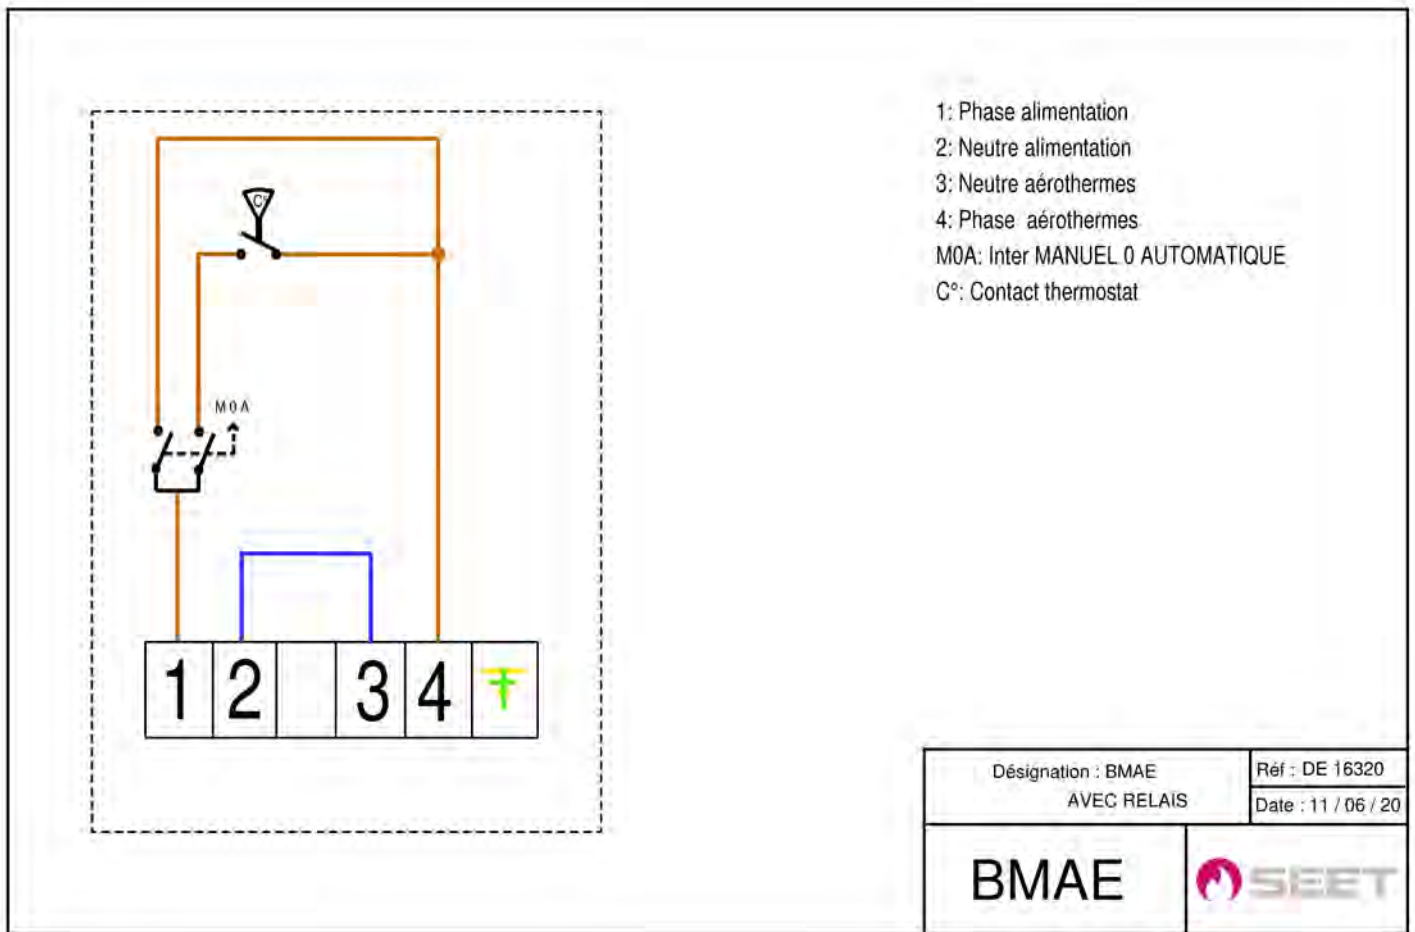 1: Phase alimentation
2: Neutre alimentation
3: Neutre aérothermes
4: Phase aérothermes
M0A: Inter MANUEL 0 AUTOMATIQUE
C°: Contact thermostat
C°
M0A
1 2 3 4
Désignation : BMAE
AVEC RELAIS
Réf : DE 16320
Date : 11 / 06 / 20
BMAE
SEET